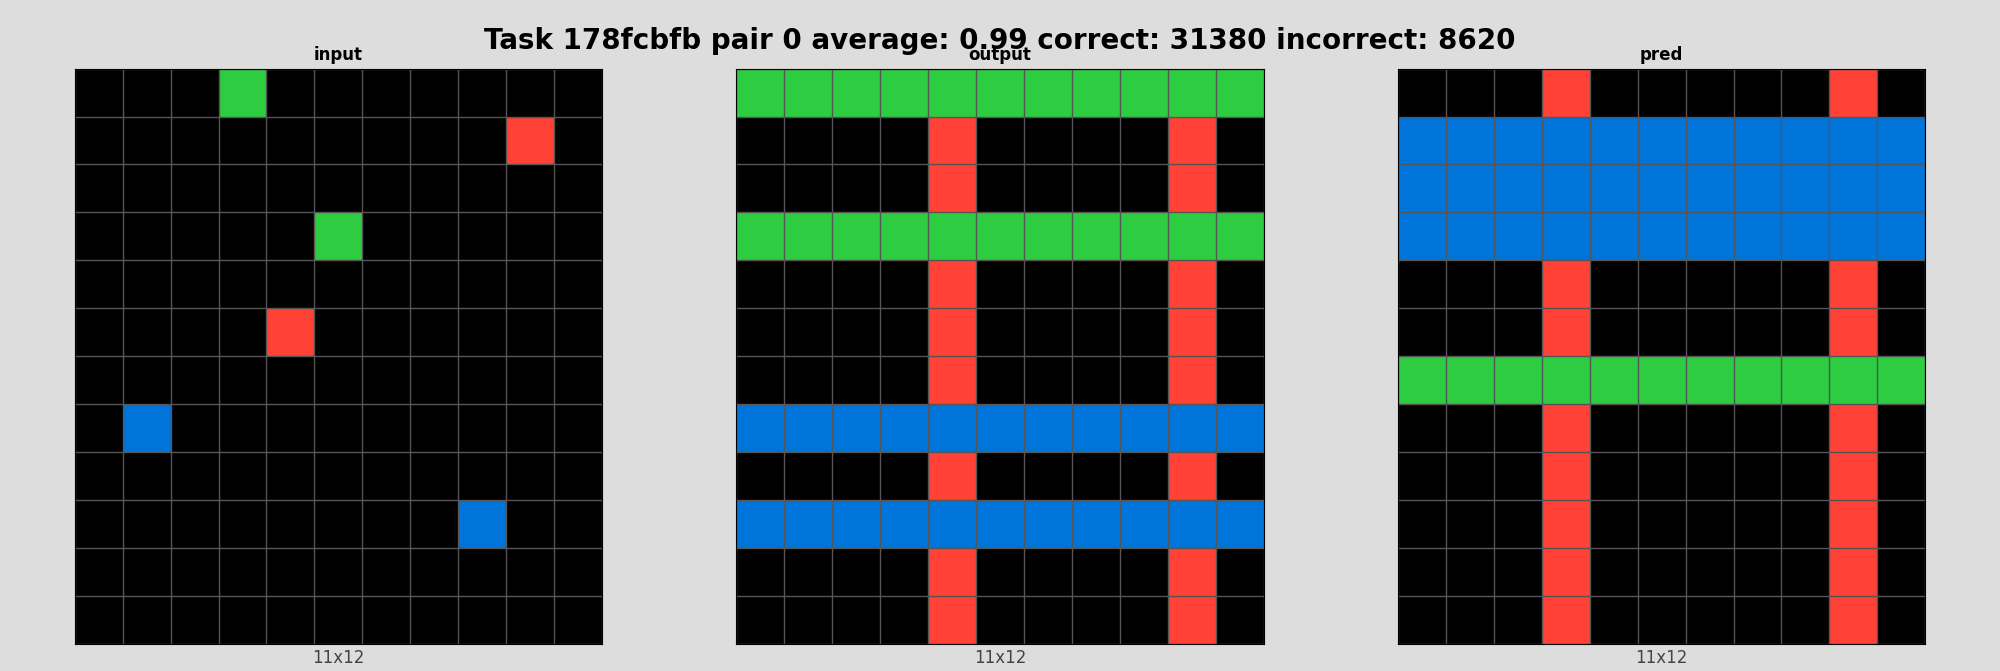 Task 178fcbfb pair 0 average: 0.99 correct: 31380 incorrect: 8620
input
output
pred
11x12
11x12
11x12